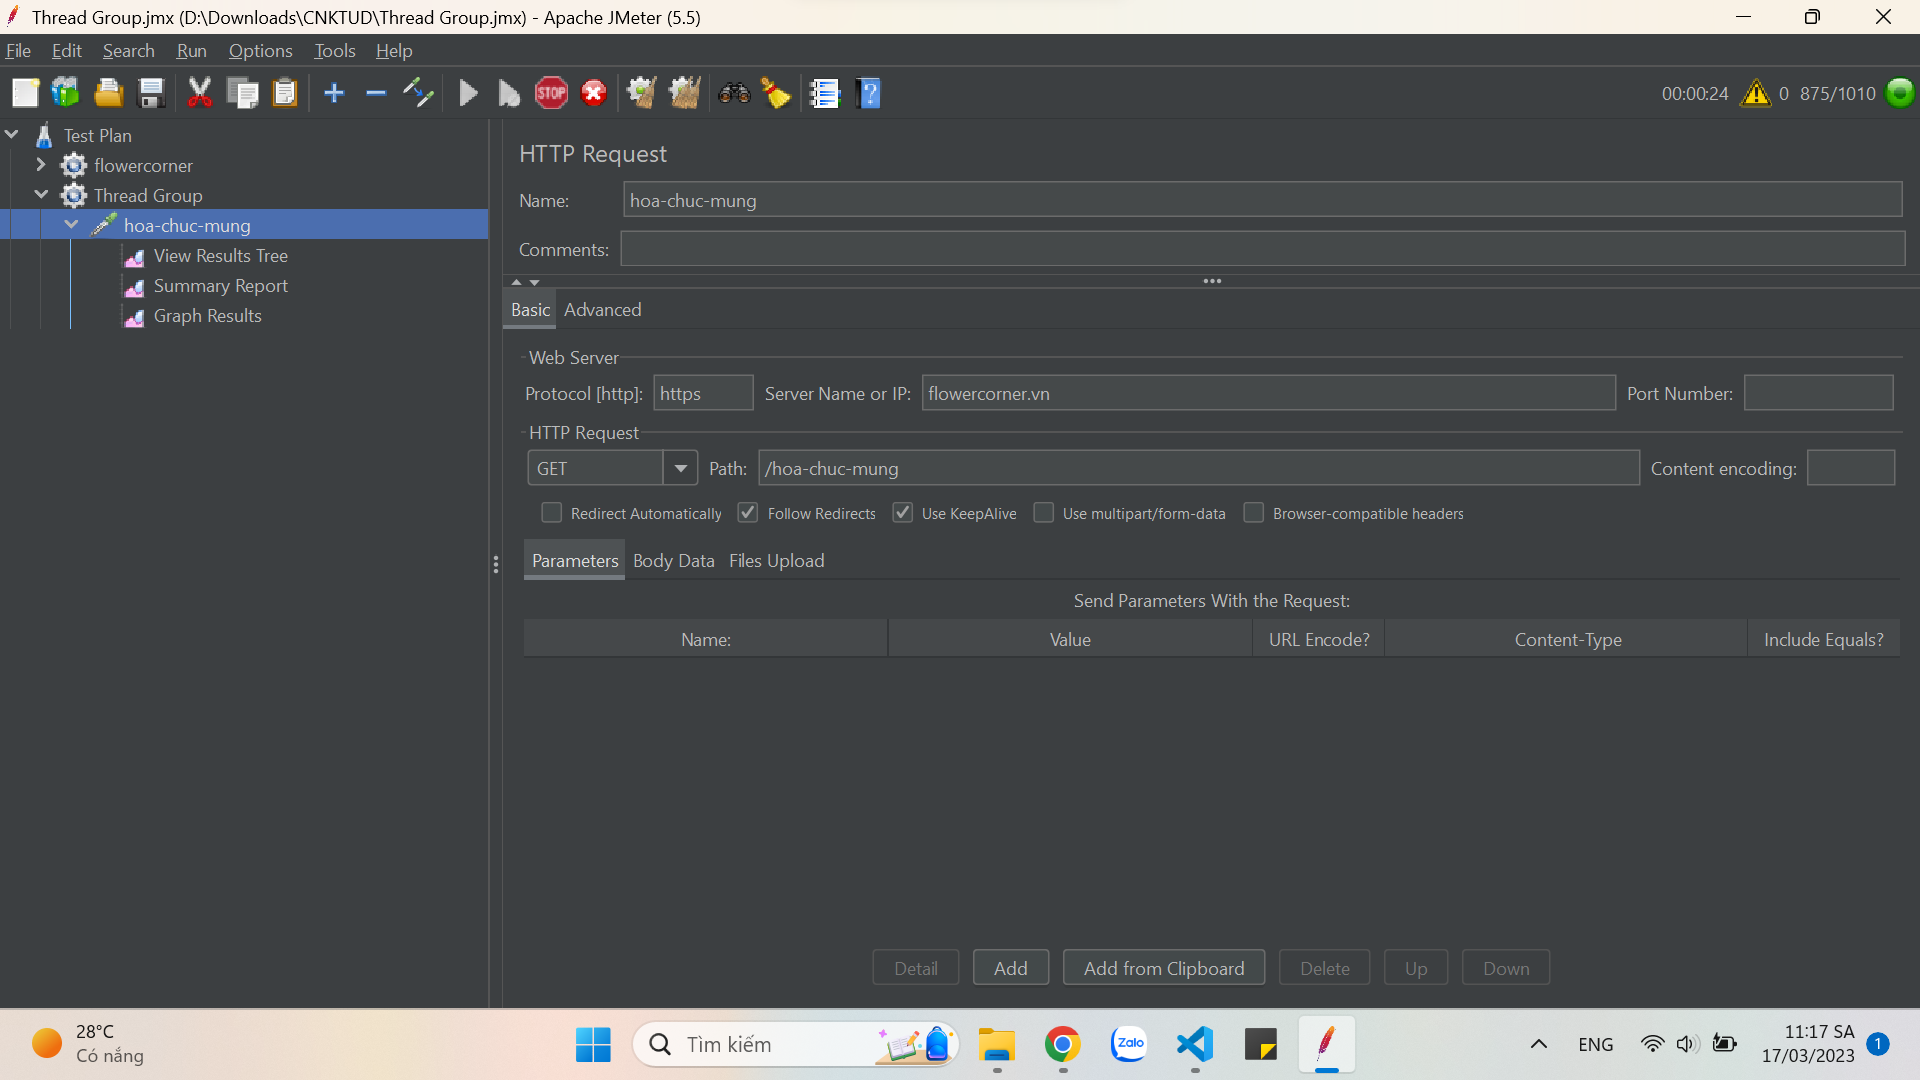 Thread Group.jmx (D:\Downloads\CNKTUD\Thread Group.jmx) - Apache JMeter (5.5)
File Edit Search Run Options Tools Help
STOP ? 00:00:24 0 875/1010
Test Plan
flowercorner
Thread Group
hoa-chuc-mung
View Results Tree
Summary Report
Graph Results
HTTP Request
Name: hoa-chuc-mung
Comments:
Basic Advanced
Web Server
Protocol [http]: https Server Name or IP: flowercorner.vn Port Number:
HTTP Request
GET Path: /hoa-chuc-mung Content encoding:
Redirect Automatically Follow Redirects Use KeepAlive Use multipart/form-data Browser-compatible headers
Parameters Body Data Files Upload
Send Parameters With the Request:
Name: Value URL Encode? Content-Type Include Equals?
Detail Add Add from Clipboard Delete Up Down
28°C
Có nắng
Tìm kiếm
Zalo
ENG
11:17 SA
17/03/2023
1